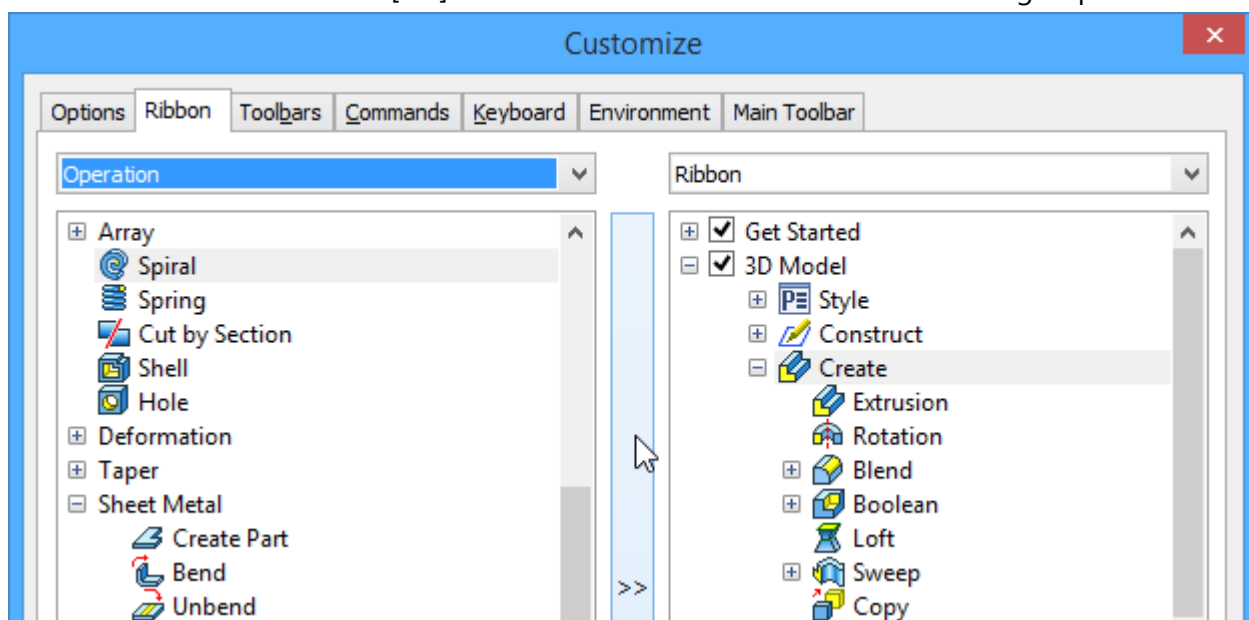 Customize
Options Ribbon Toolbars Commands Keyboard Environment Main Toolbar
Operation
Ribbon
Array
Spiral
Spring
Cut by Section
Shell
Hole
Deformation
Taper
Sheet Metal
Create Part
Bend
Unbend
>>
Get Started
3D Model
Style
Construct
Create
Extrusion
Rotation
Blend
Boolean
Loft
Sweep
Copy